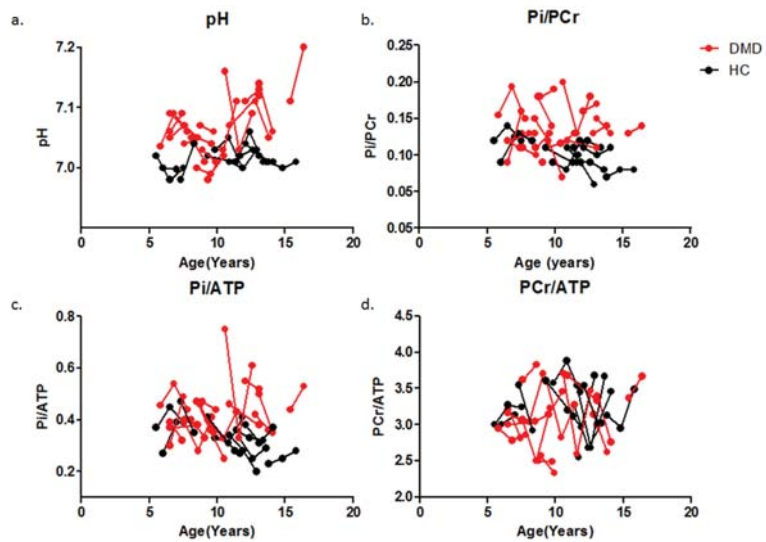 a.
pH
7.2
7.1
7.0
pH
0
5
10
15
20
Age(Years)
b.
Pi/PCr
0.25
0.20
0.15
0.10
0.05
0.05
Pi/PCr
0
5
10
15
20
Age (years)
DMD
HC
c.
Pi/ATP
0.8
0.6
0.4
0.2
Pi/ATP
0
5
10
15
20
Age(Years)
d.
PCr/ATP
4.5
4.0
3.5
3.0
2.5
2.0
PCr/ATP
0
5
10
15
20
Age(Years)